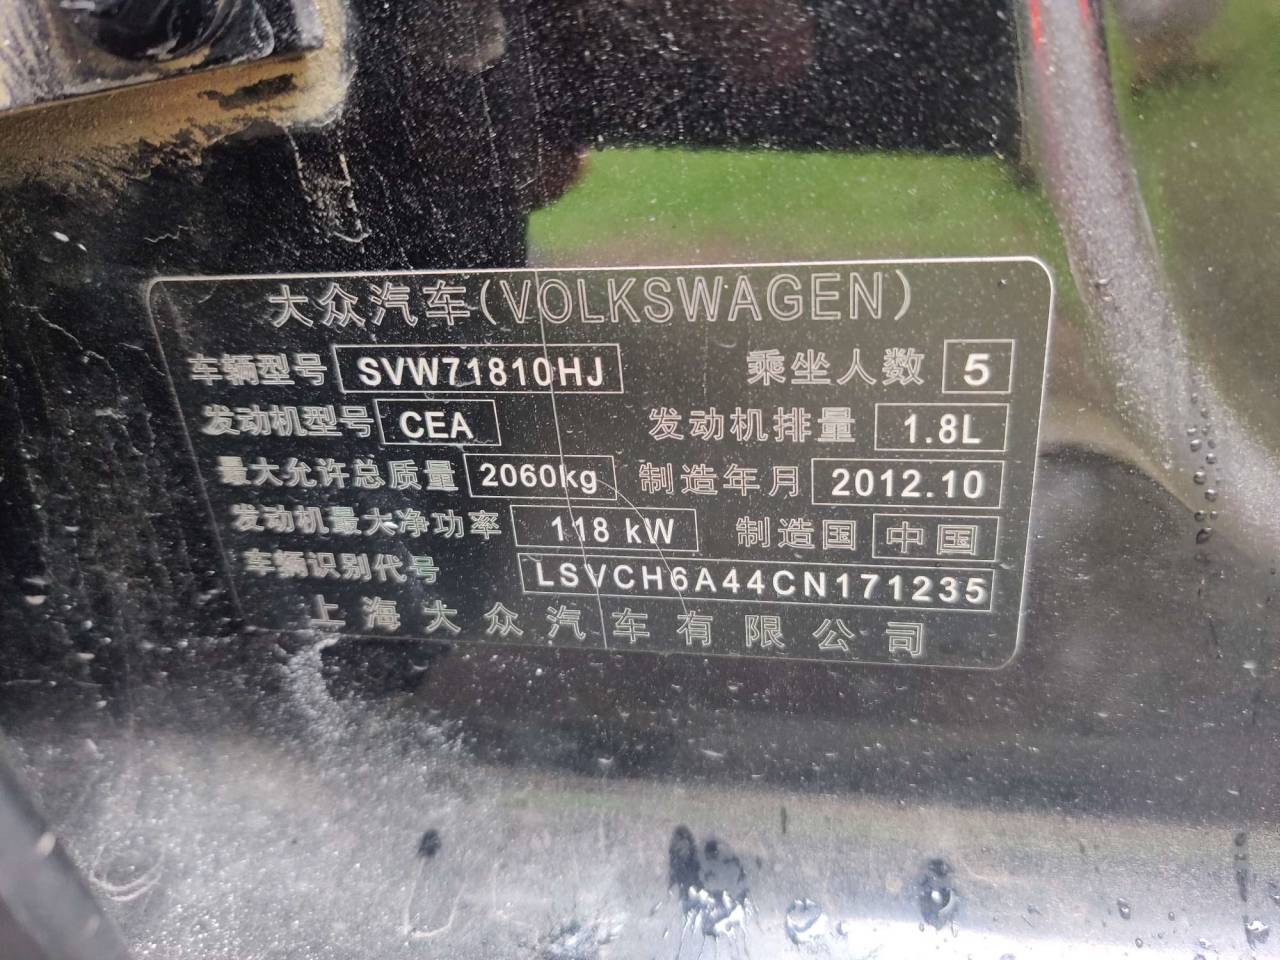 大众汽车(VOLKSWAGEN)
车辆型号 SVW71810HJ 乘坐人数 5
发动机型号 CEA 发动机排量 1.8L
最大允许总质量 2060kg 制造年月 2012.10
发动机最大净功率 118 kW 制造国 中国
车辆识别代号 LSVCH6A44CN171235
上海大众汽车有限公司